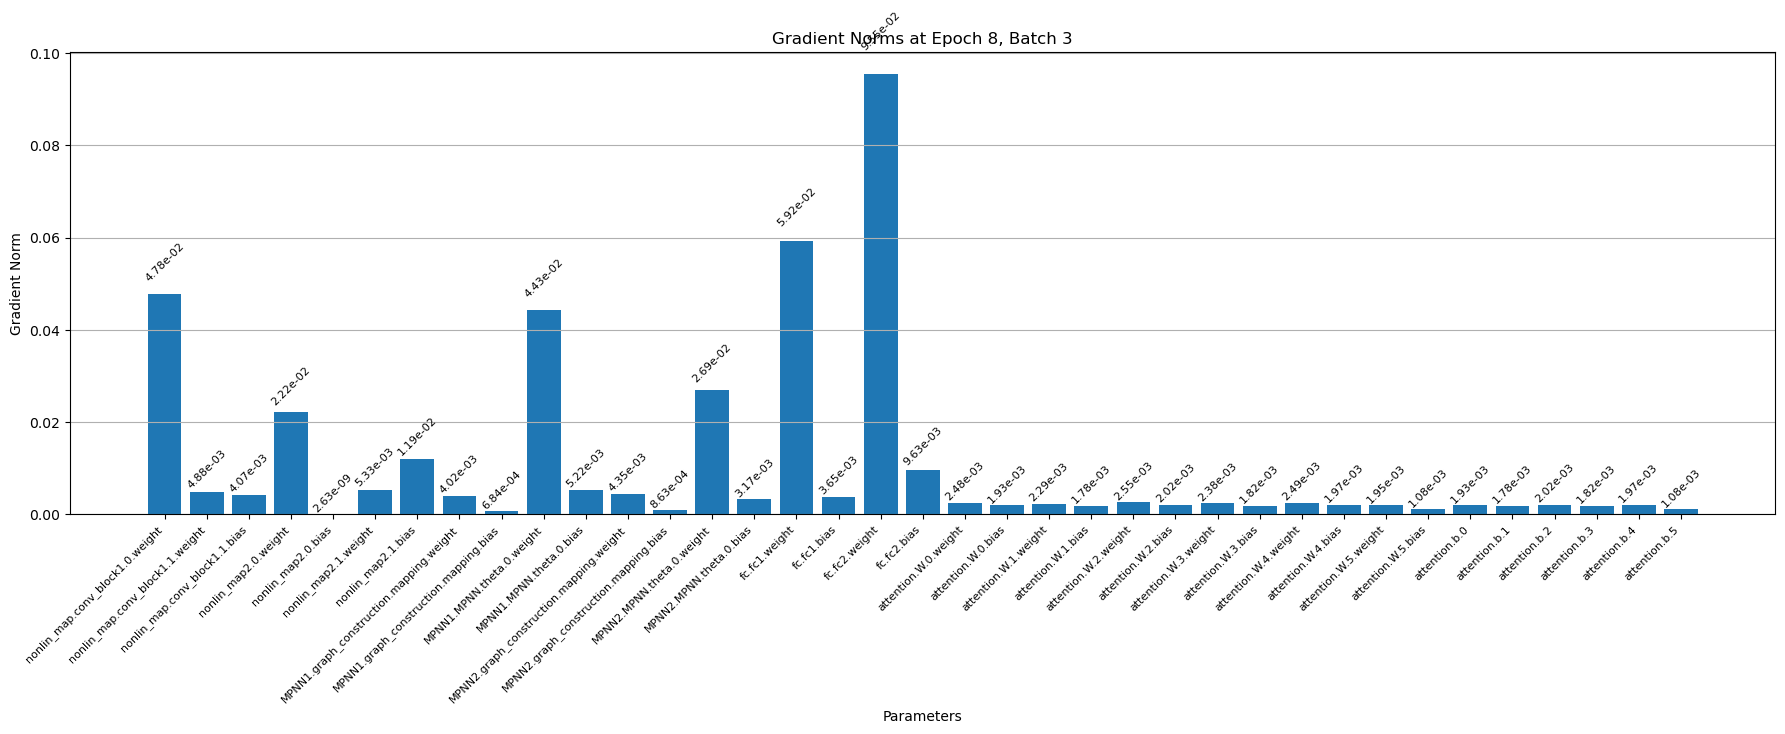 Gradient Norms at Epoch 8, Batch 3
Gradient Norm
0.10
0.08
0.06
0.04
0.02
0.00
4.78e-02
4.88e-03
4.07e-03
2.22e-02
2.63e-09
5.33e-03
1.19e-02
4.02e-03
6.84e-04
4.43e-02
5.22e-03
4.35e-03
8.63e-04
2.69e-02
3.17e-03
5.92e-02
3.65e-03
9.55e-02
9.63e-03
2.48e-03
1.93e-03
2.29e-03
1.78e-03
2.55e-03
2.02e-03
2.38e-03
1.82e-03
2.49e-03
1.97e-03
1.95e-03
1.08e-03
1.93e-03
1.78e-03
2.02e-03
1.82e-03
1.97e-03
1.08e-03
nonlin_map.conv_block1.0.weight
nonlin_map.conv_block1.1.weight
nonlin_map.conv_block1.1.bias
nonlin_map2.0.weight
nonlin_map2.0.bias
nonlin_map2.1.weight
nonlin_map2.1.bias
MPNN1.graph_construction.mapping.weight
MPNN1.graph_construction.mapping.bias
MPNN1.MPNN.theta.0.weight
MPNN1.MPNN.theta.0.bias
MPNN2.graph_construction.mapping.weight
MPNN2.graph_construction.mapping.bias
MPNN2.MPNN.theta.0.weight
MPNN2.MPNN.theta.0.bias
fc.fc1.weight
fc.fc1.bias
fc.fc2.weight
fc.fc2.bias
attention.W.0.weight
attention.W.0.bias
attention.W.1.weight
attention.W.1.bias
attention.W.2.weight
attention.W.2.bias
attention.W.3.weight
attention.W.3.bias
attention.W.4.weight
attention.W.4.bias
attention.W.5.weight
attention.W.5.bias
attention.b.0
attention.b.1
attention.b.2
attention.b.3
attention.b.4
attention.b.5
Parameters